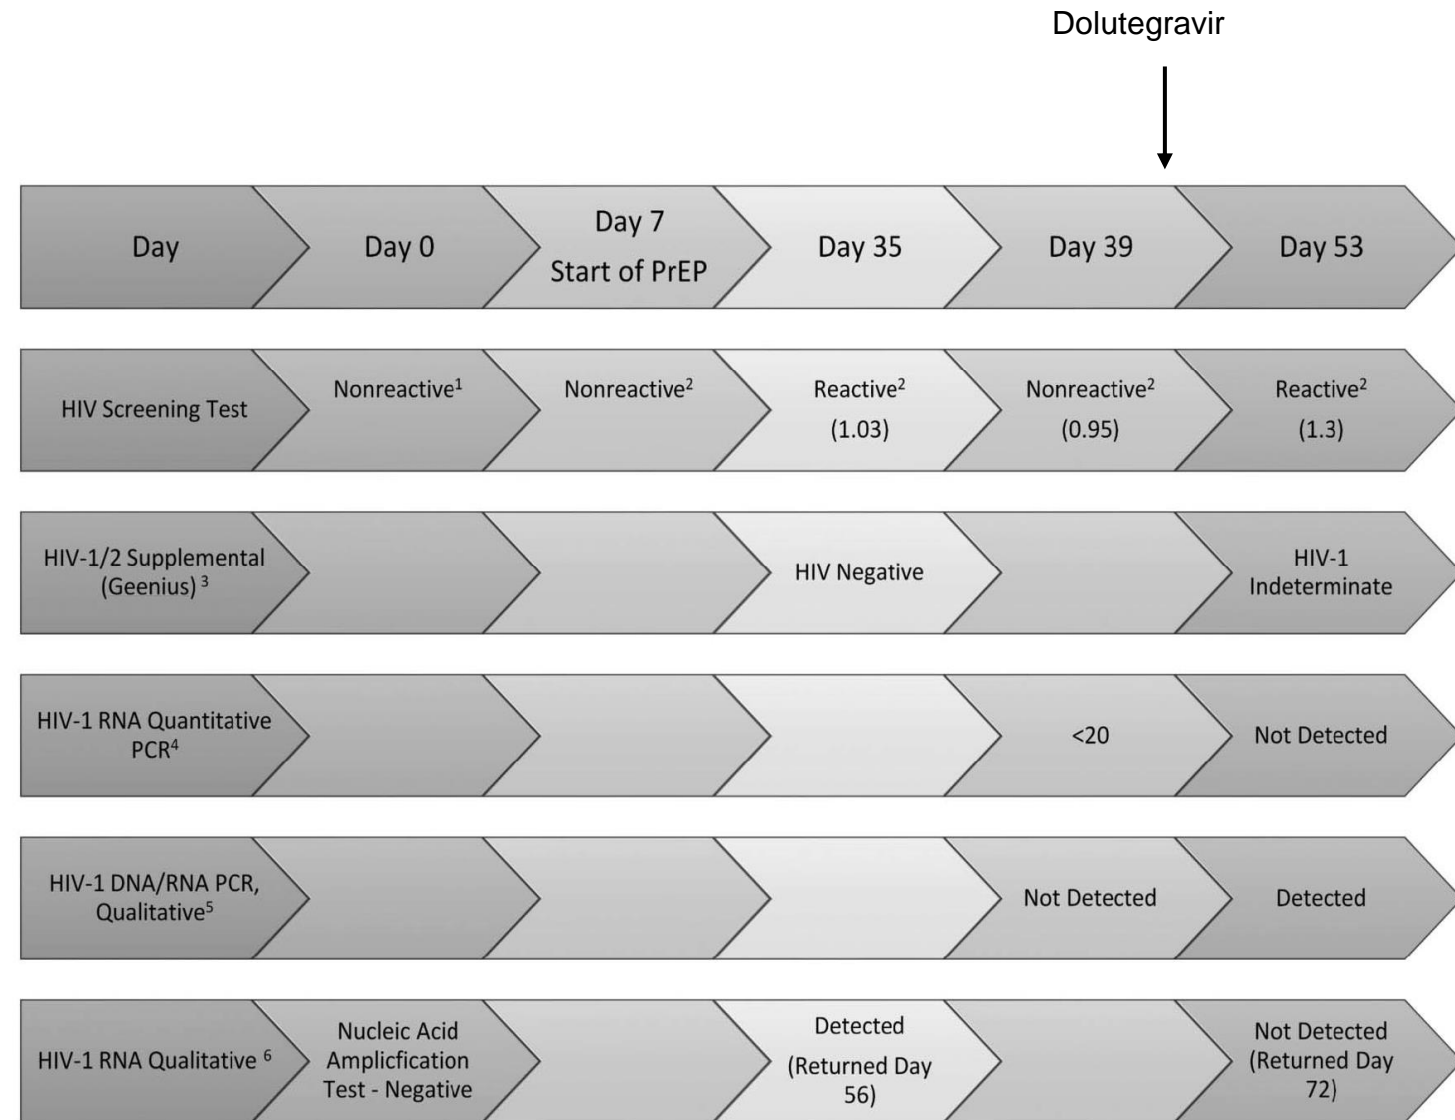 Dolutegravir
Day
Day 0
Day 7
Start of PrEP
Day 35
Day 39
Day 53
HIV Screening Test
Nonreactive1
Nonreactive2
Reactive2
(1.03)
Nonreactive2
(0.95)
Reactive2
(1.3)
HIV-1/2 Supplemental
(Geenius) 3
HIV Negative
HIV-1
Indeterminate
HIV-1 RNA Quantitative
PCR4
<20
Not Detected
HIV-1 DNA/RNA PCR,
Qualitative5
Not Detected
Detected
HIV-1 RNA Qualitative 6
Nucleic Acid
Amplicfification
Test - Negative
Detected
(Returned Day
56)
Not Detected
(Returned Day
72)